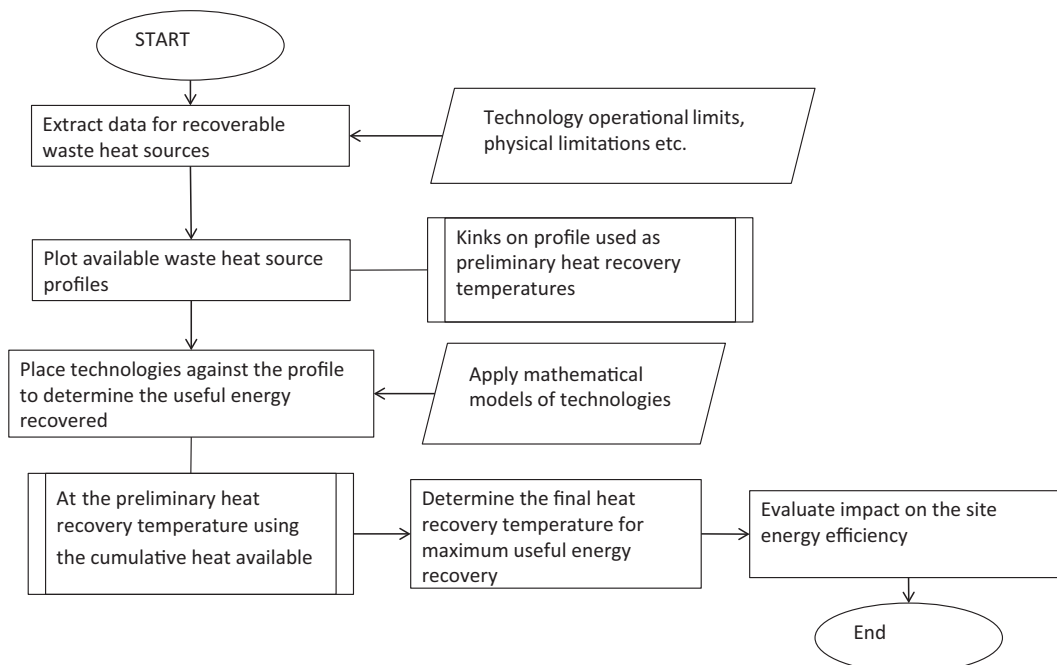 START
Extract data for recoverable
waste heat sources
Technology operational limits,
physical limitations etc.
Plot available waste heat source
profiles
Kinks on profile used as
preliminary heat recovery
temperatures
Place technologies against the profile
to determine the useful energy
recovered
Apply mathematical
models of technologies
At the preliminary heat
recovery temperature using
the cumulative heat available
Determine the final heat
recovery temperature for
maximum useful energy
recovery
Evaluate impact on the site
energy efficiency
End